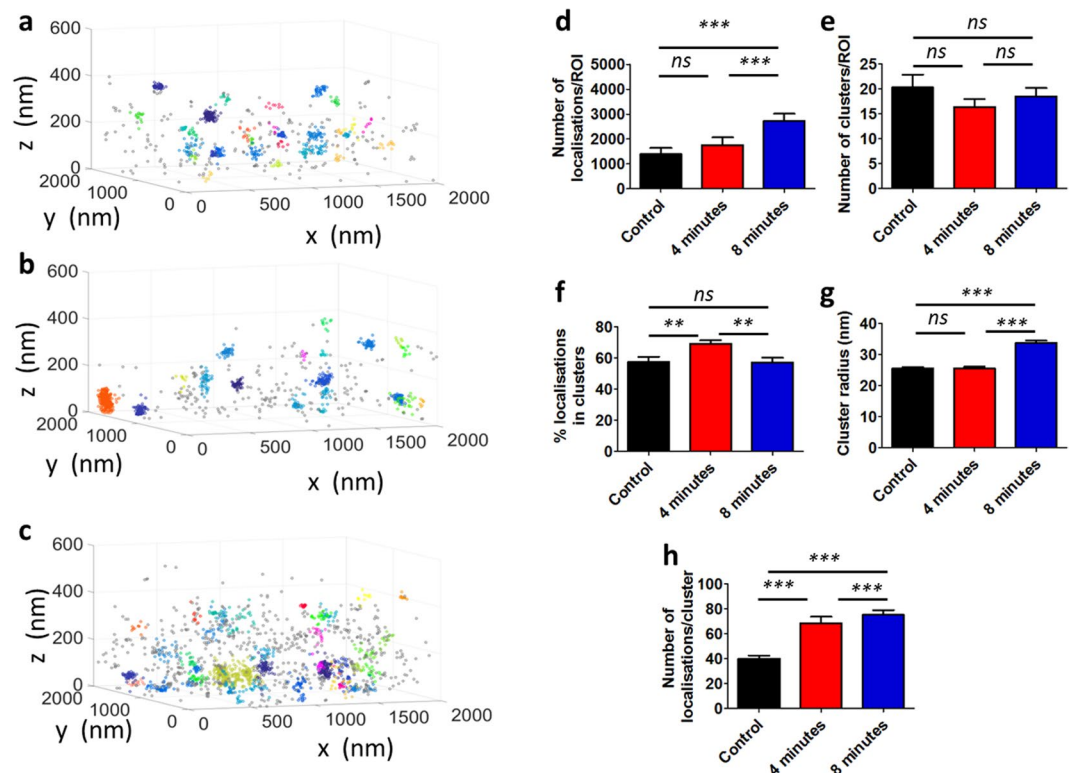 a
600
400
200
0
z (nm)
2000
1000
0
y (nm)
0
500
1000
1500
2000
x (nm)
b
600
400
200
0
z (nm)
2000
1000
0
y (nm)
0
500
1000
1500
2000
x (nm)
c
600
400
200
0
z (nm)
2000
1000
0
y (nm)
0
500
1000
1500
2000
x (nm)
d
***
ns
***
5000
4000
3000
2000
1000
0
Number of
localisations/ROI
Control
4 minutes
8 minutes
e
ns
ns
ns
25
20
15
10
5
0
Number of clusters/ROI
Control
4 minutes
8 minutes
f
ns
**
**
80
60
40
20
0
% localisations
in clusters
Control
4 minutes
8 minutes
g
***
ns
***
40
30
20
10
0
Cluster radius (nm)
Control
4 minutes
8 minutes
h
***
***
***
100
80
60
40
20
0
Number of
localisations/cluster
Control
4 minutes
8 minutes